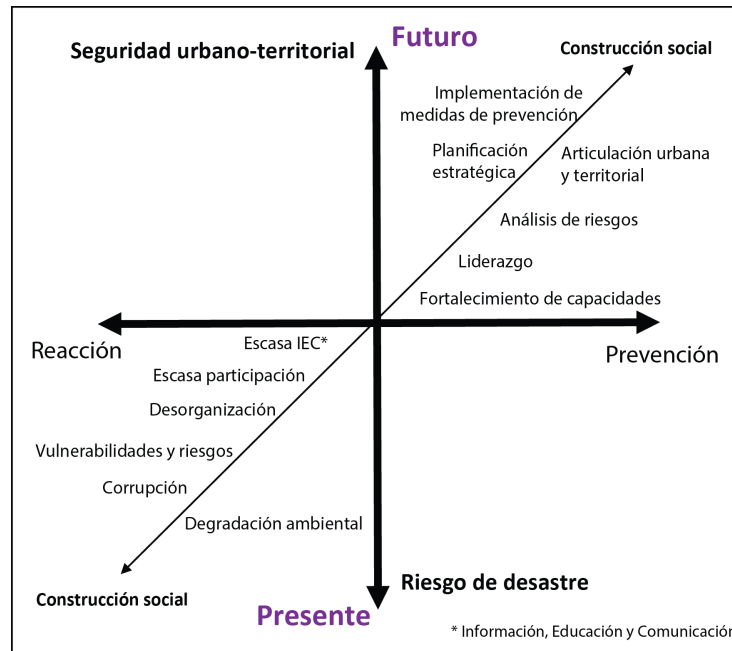 Seguridad urbano-territorial
Futuro
Construcción social
Implementación de
medidas de prevención
Planificación
estratégica
Articulación urbana
y territorial
Análisis de riesgos
Liderazgo
Fortalecimiento de capacidades
Reacción
Prevención
Escasa IEC*
Escasa participación
Desorganización
Vulnerabilidades y riesgos
Corrupción
Degradación ambiental
Construcción social
Riesgo de desastre
Presente
* Información, Educación y Comunicación